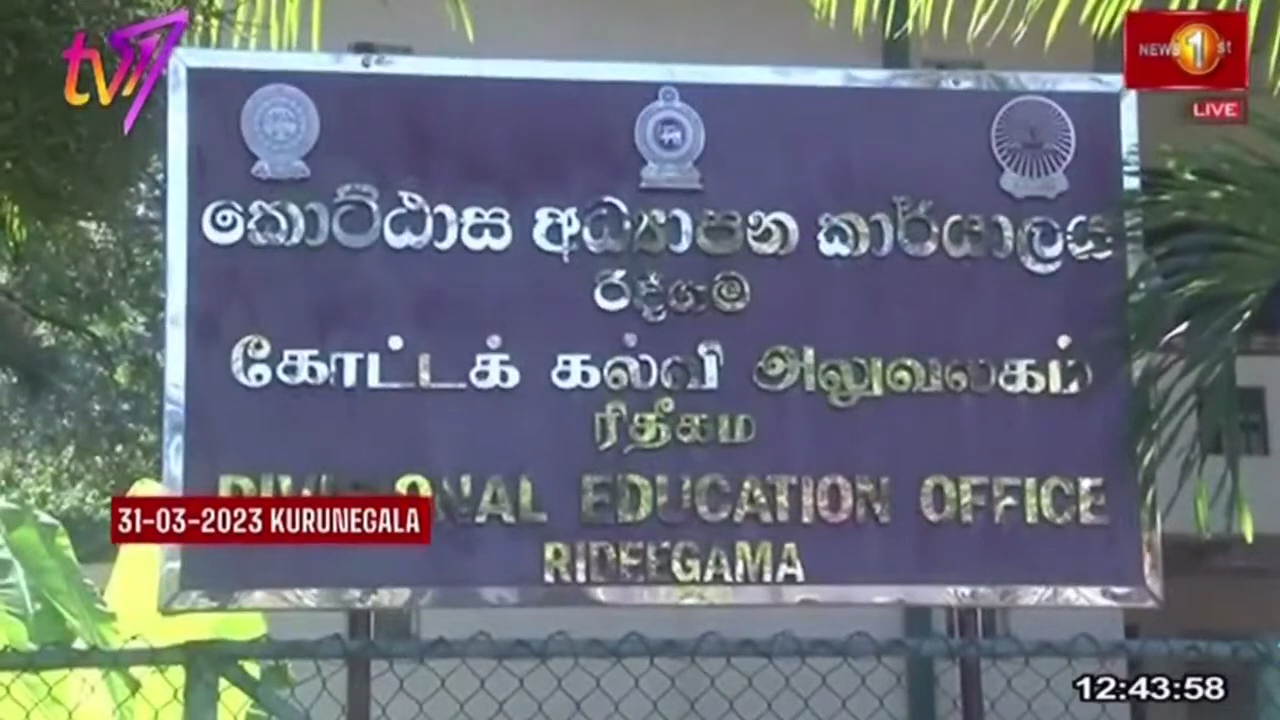 tv1
NEWS 1st
LIVE
කොට්ඨාස අධ්‍යාපන කාර්යාලය
රිදීගම
கோட்டக் கல்வி அலுவலகம்
ரிதீகம
EDUCATION OFFICE
31-03-2023 KURUNEGALA
RIDEEGAMA
12:43:58